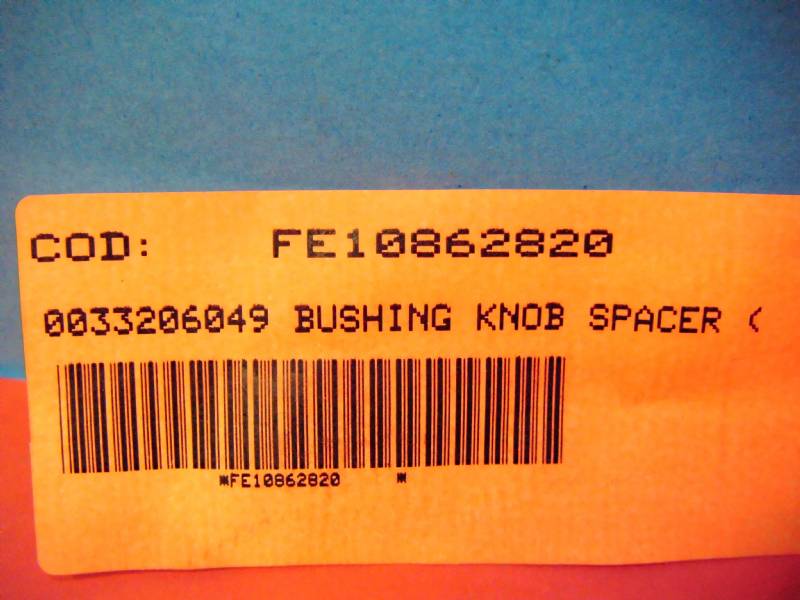 COD: FE10862820
0033206049 BUSHING KNOB SPACER (
*FE10862820 *